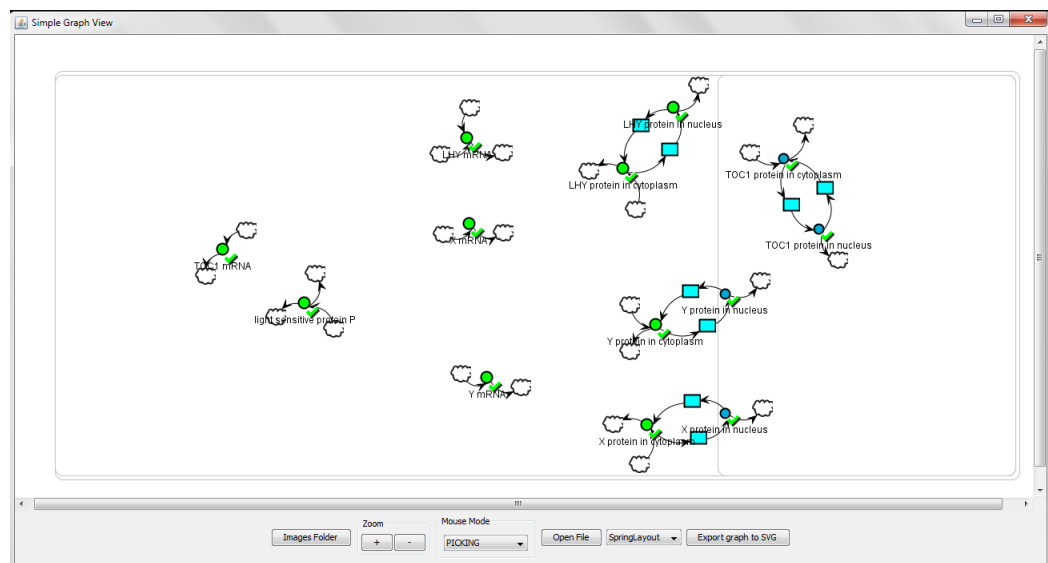 Simple Graph View
LHY protein in nucleus
LHY mRNA
TOC1 protein in cytoplasm
LHY protein in cytoplasm
X mRNA
TOC1 protein in nucleus
TOC1 mRNA
Y protein in nucleus
light sensitive protein P
Y protein in cytoplasm
Y mRNA
X protein in nucleus
X protein in cytoplasm
Images Folder
Zoom
+
-
Mouse Mode
PICKING
Open File
SpringLayout
Export graph to SVG